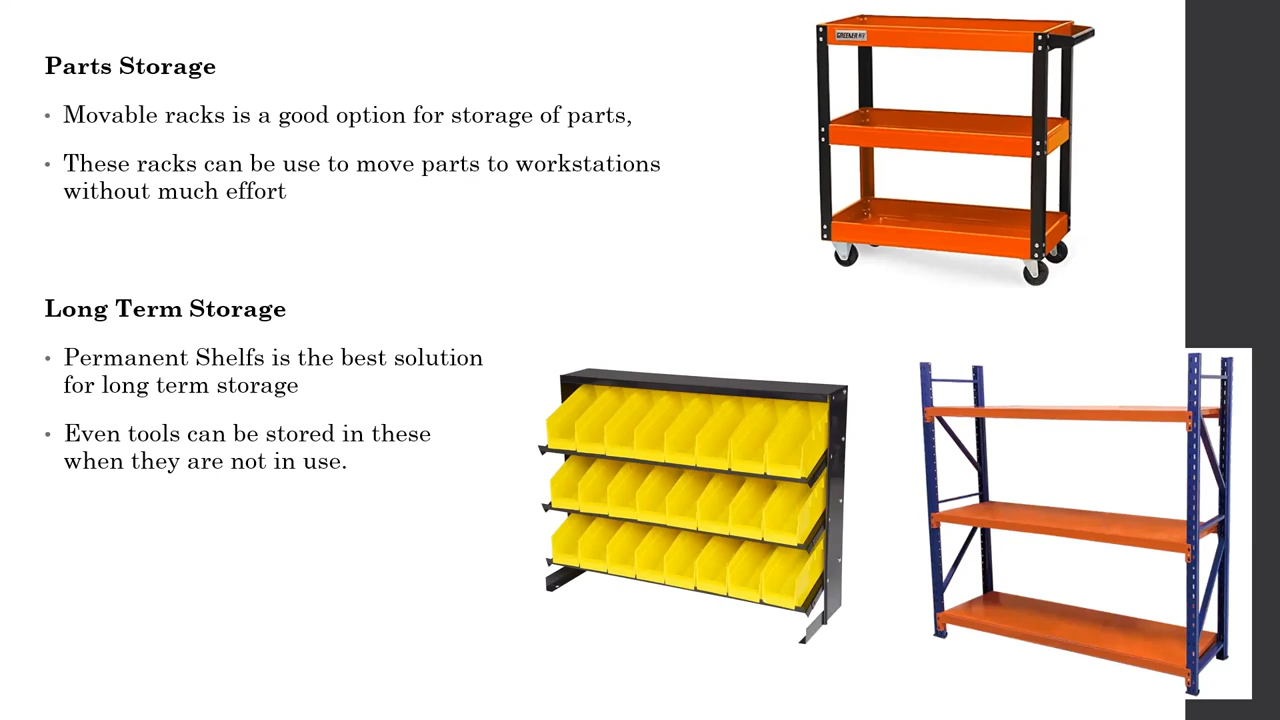 Parts Storage
• Movable racks is a good option for storage of parts,
• These racks can be use to move parts to workstations
without much effort
Long Term Storage
• Permanent Shelfs is the best solution
for long term storage
• Even tools can be stored in these
when they are not in use.